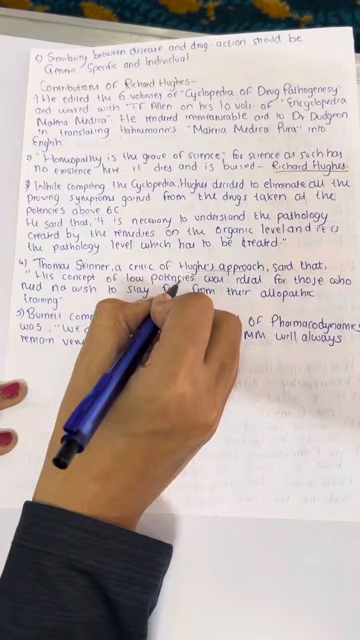 c) Similarity between disease and drug action should be
Generic, Specific and Individual
Contributions of Richard Hughes-
1) He edited the 6 volumes of "Cyclopedia of Drug Pathogenesy
and worked with TF Allen on his 10 vol. of "Encyclopedia
Materia Medica". He rendered aid to Dr Dudgeon
in translating Hahnemann's "Materia Medica Pura" into
English
2) "Homeopathy is the grave of science; for science as such has
no existence here, it dies and is buried - Richard Hughes
3) While compiling the Cyclopedia, Hughes decided to eliminate all the
proving symptoms gained from the drugs taken at the
potencies above 6C
He said that, "It is necessary to understand the pathology
created by the remedies on the organic level and it is
the pathology level which has to be treated."
4) Thomas Skinner, a critic of Hughes approach, said that,
"His concept of low potencies was ideal for those who
had no wish to stay from their allopathic
training"
5) Burnett OF Pharmacodynamics
was, "We MM will always
remain